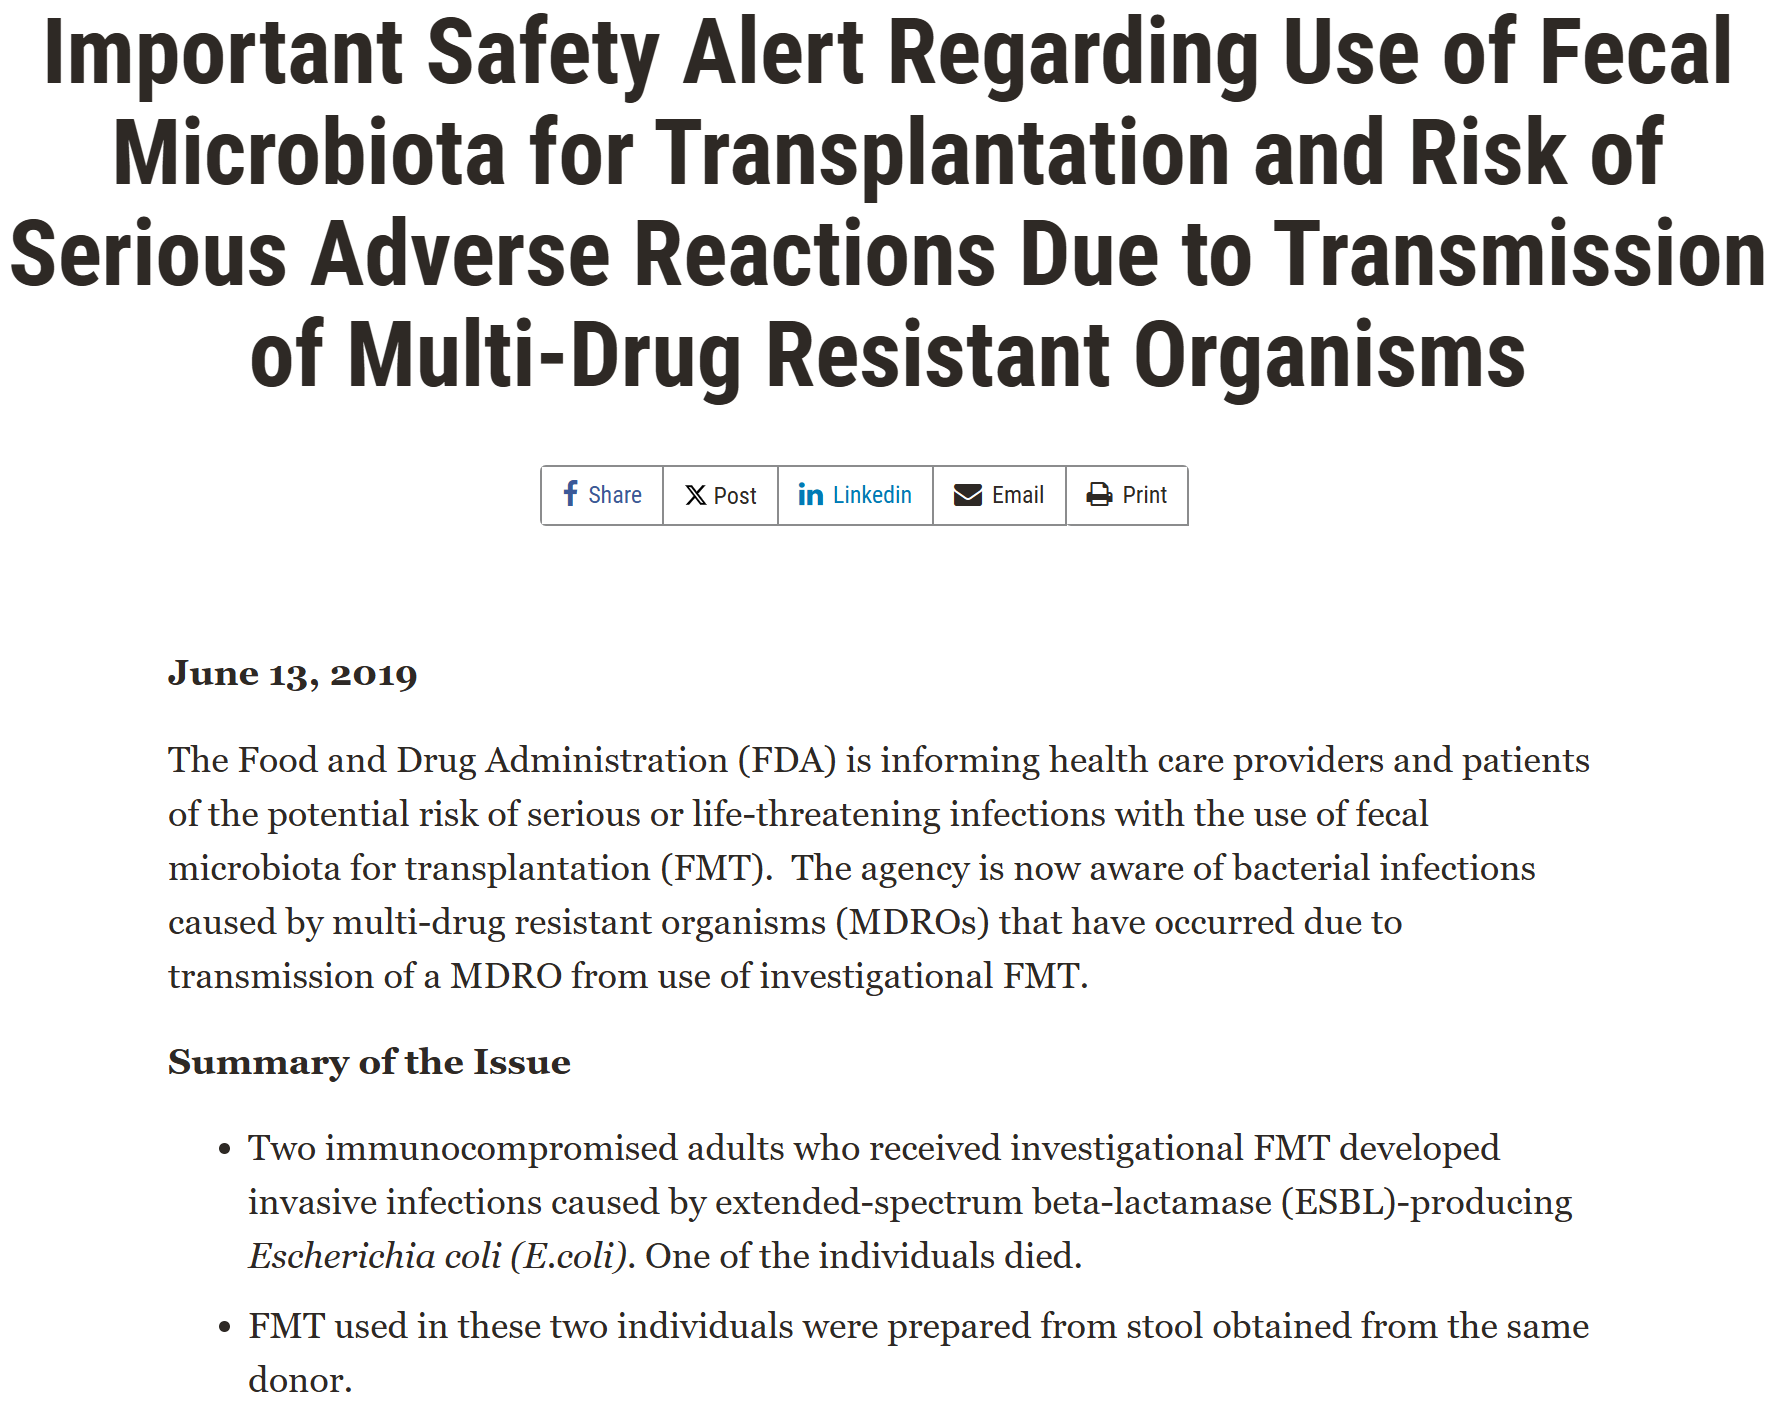 Important Safety Alert Regarding Use of Fecal
Microbiota for Transplantation and Risk of
Serious Adverse Reactions Due to Transmission
of Multi-Drug Resistant Organisms
Share Post Linkedin Email Print
June 13, 2019
The Food and Drug Administration (FDA) is informing health care providers and patients
of the potential risk of serious or life-threatening infections with the use of fecal
microbiota for transplantation (FMT).  The agency is now aware of bacterial infections
caused by multi-drug resistant organisms (MDROs) that have occurred due to
transmission of a MDRO from use of investigational FMT.
Summary of the Issue
• Two immunocompromised adults who received investigational FMT developed
invasive infections caused by extended-spectrum beta-lactamase (ESBL)-producing
Escherichia coli (E.coli). One of the individuals died.
• FMT used in these two individuals were prepared from stool obtained from the same
donor.